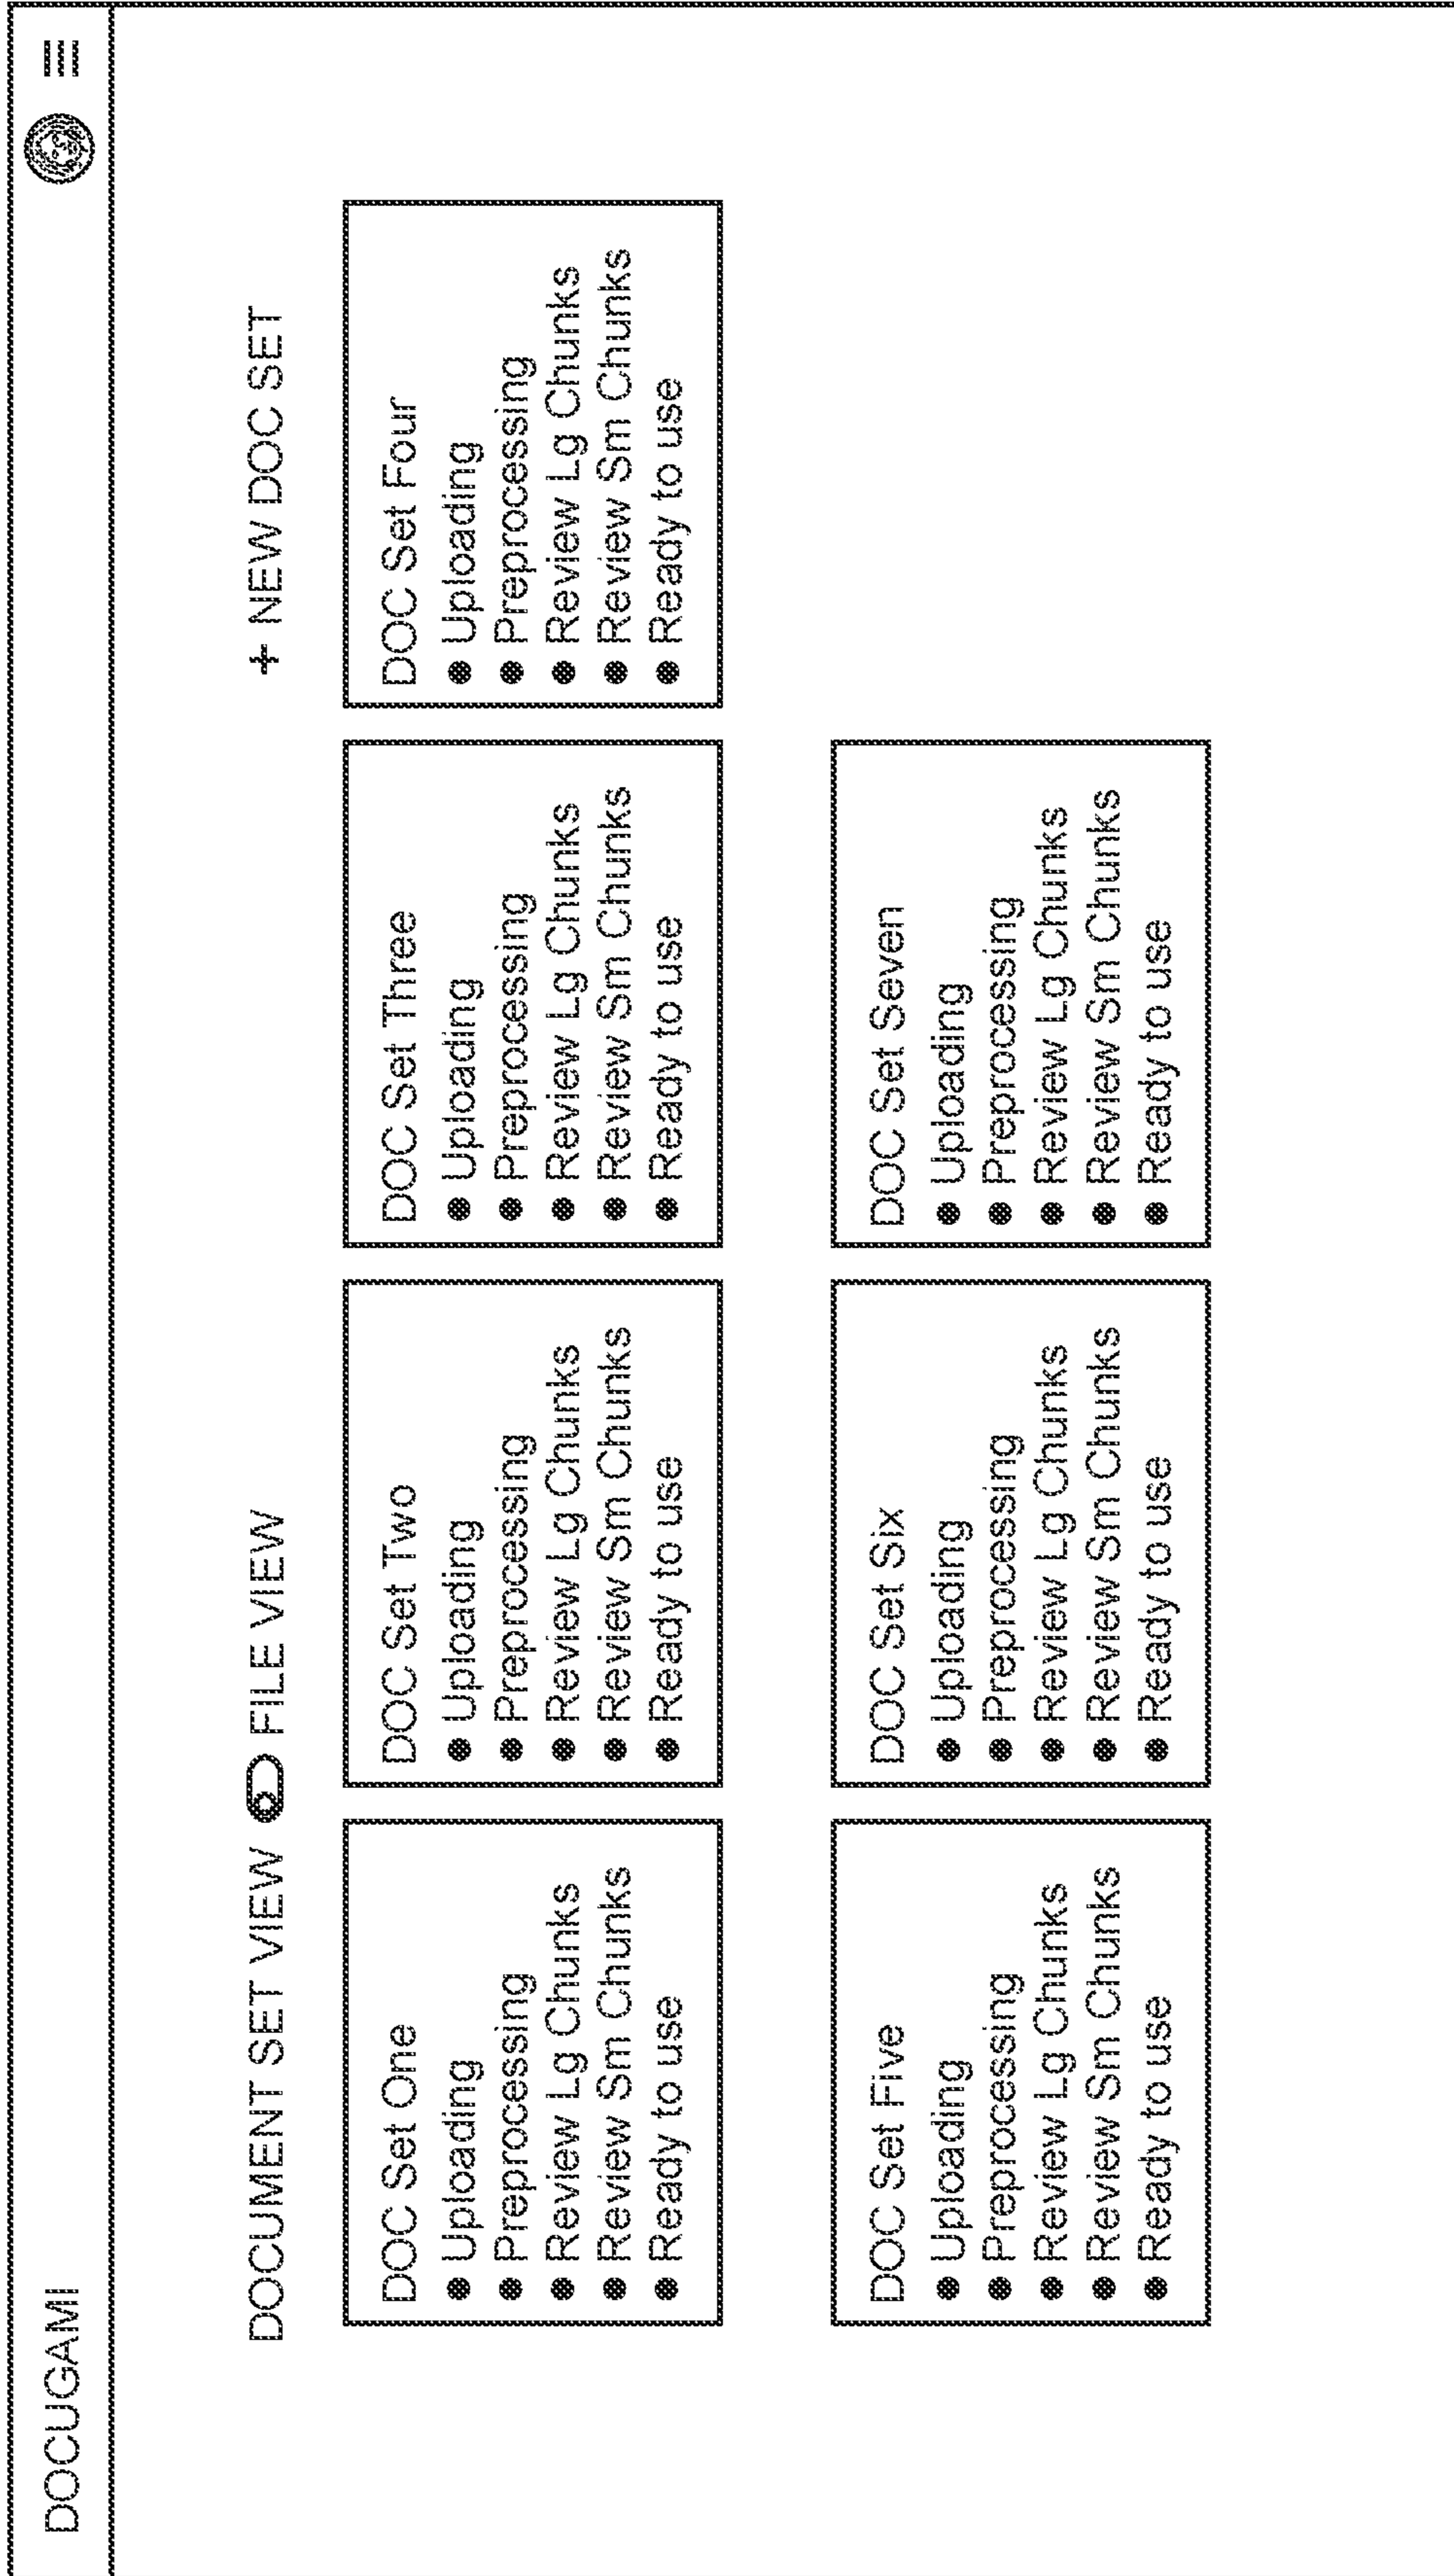 DOCUGAMI
DOCUMENT SET VIEW FILE VIEW
+ NEW DOC SET
DOC Set One
● Uploading
● Preprocessing
● Review Lg Chunks
● Review Sm Chunks
● Ready to use
DOC Set Two
● Uploading
● Preprocessing
● Review Lg Chunks
● Review Sm Chunks
● Ready to use
DOC Set Three
● Uploading
● Preprocessing
● Review Lg Chunks
● Review Sm Chunks
● Ready to use
DOC Set Four
● Uploading
● Preprocessing
● Review Lg Chunks
● Review Sm Chunks
● Ready to use
DOC Set Five
● Uploading
● Preprocessing
● Review Lg Chunks
● Review Sm Chunks
● Ready to use
DOC Set Six
● Uploading
● Preprocessing
● Review Lg Chunks
● Review Sm Chunks
● Ready to use
DOC Set Seven
● Uploading
● Preprocessing
● Review Lg Chunks
● Review Sm Chunks
● Ready to use